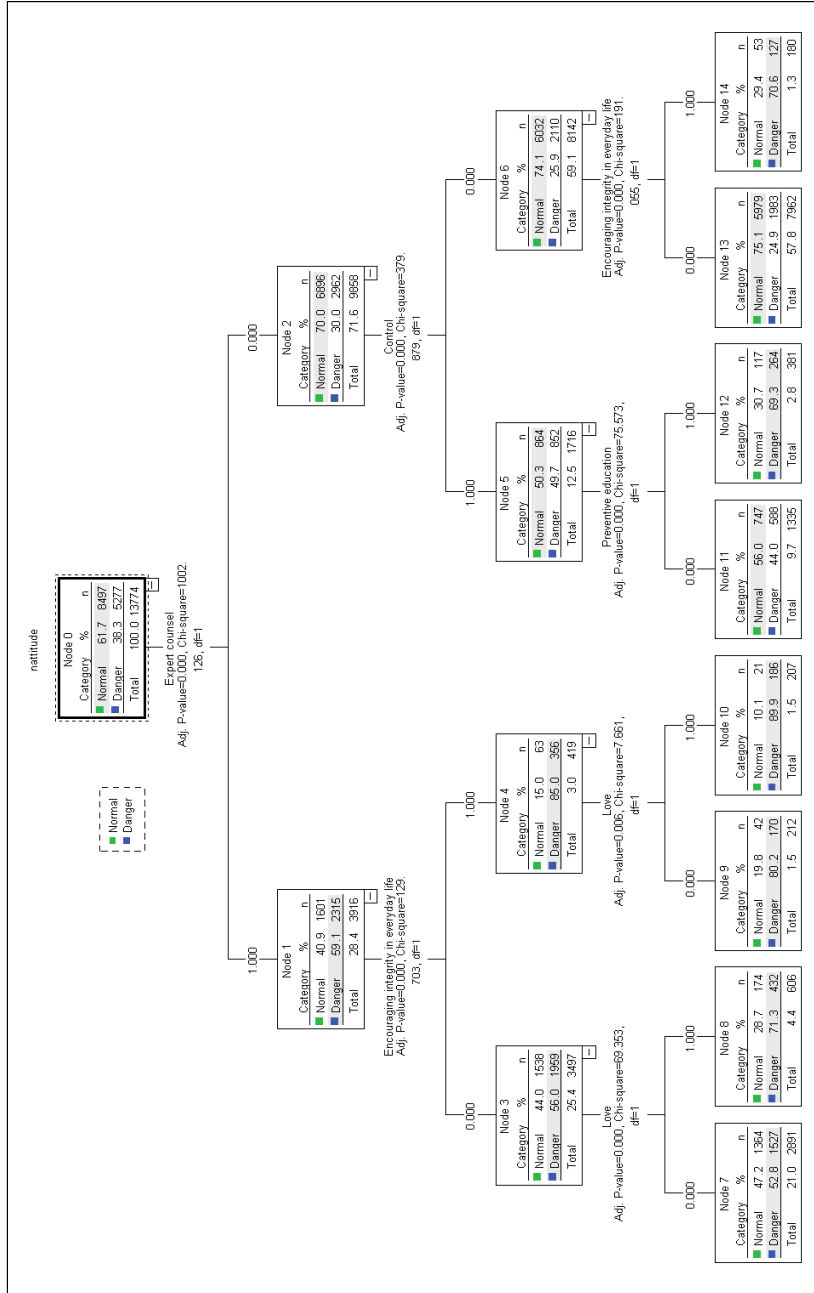 nattitude
Normal
Danger
Node 0
Category % n
Normal 61.7 8497
Danger 38.3 5277
Total 100.0 13774
Expert counsel
Adj. P-value=0.000, Chi-square=1002.
126, df=1
1.000
0.000
Node 1
Category % n
Normal 40.9 1601
Danger 59.1 2315
Total 28.4 3916
Encouraging integrity in everyday life
Adj. P-value=0.000, Chi-square=129.
703, df=1
Node 2
Category % n
Normal 70.0 6896
Danger 30.0 2962
Total 71.6 9858
Control
Adj. P-value=0.000, Chi-square=379.
879, df=1
0.000
1.000
1.000
0.000
Node 3
Category % n
Normal 44.0 1538
Danger 56.0 1959
Total 25.4 3497
Love
Adj. P-value=0.000, Chi-square=69.353,
df=1
Node 4
Category % n
Normal 15.0 63
Danger 85.0 356
Total 3.0 419
Love
Adj. P-value=0.006, Chi-square=7.661,
df=1
Node 5
Category % n
Normal 50.3 864
Danger 49.7 852
Total 12.5 1716
Preventive education
Adj. P-value=0.000, Chi-square=75.573,
df=1
Node 6
Category % n
Normal 74.1 6032
Danger 25.9 2110
Total 59.1 8142
Encouraging integrity in everyday life
Adj. P-value=0.000, Chi-square=191.
055, df=1
0.000
1.000
0.000
1.000
0.000
1.000
0.000
1.000
Node 7
Category % n
Normal 47.2 1364
Danger 52.8 1527
Total 21.0 2891
Node 8
Category % n
Normal 28.7 174
Danger 71.3 432
Total 4.4 606
Node 9
Category % n
Normal 19.8 42
Danger 80.2 170
Total 1.5 212
Node 10
Category % n
Normal 10.1 21
Danger 89.9 186
Total 1.5 207
Node 11
Category % n
Normal 56.0 747
Danger 44.0 588
Total 9.7 1335
Node 12
Category % n
Normal 30.7 117
Danger 69.3 264
Total 2.8 381
Node 13
Category % n
Normal 75.1 5979
Danger 24.9 1983
Total 57.8 7962
Node 14
Category % n
Normal 29.4 53
Danger 70.6 127
Total 1.3 180